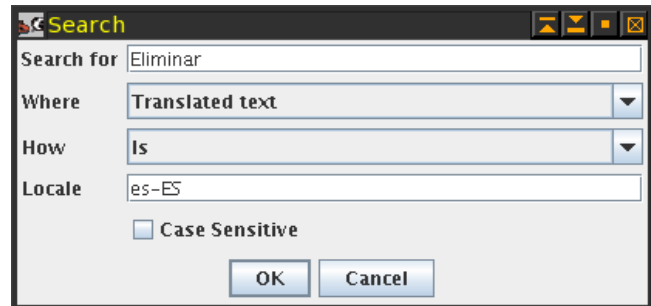 Search
Search for Eliminar
Where Translated text
How Is
Locale es-ES
Case Sensitive
OK Cancel